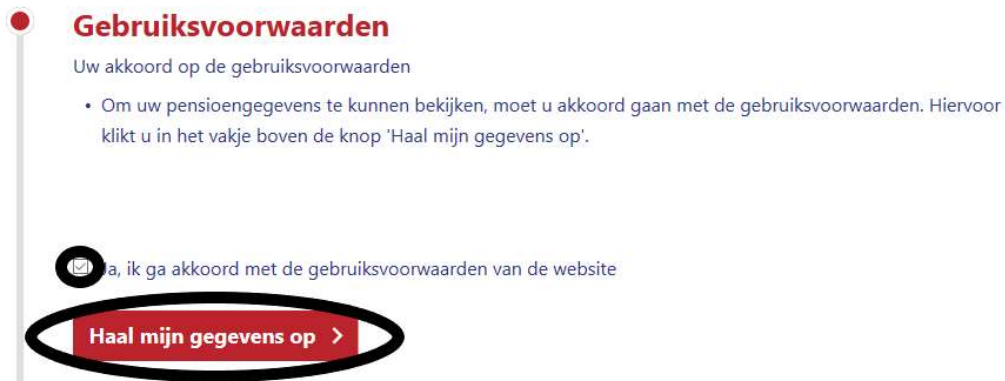 Gebruiksvoorwaarden
Uw akkoord op de gebruiksvoorwaarden
• Om uw pensioengegevens te kunnen bekijken, moet u akkoord gaan met de gebruiksvoorwaarden. Hiervoor
klikt u in het vakje boven de knop 'Haal mijn gegevens op'.
Ja, ik ga akkoord met de gebruiksvoorwaarden van de website
Haal mijn gegevens op